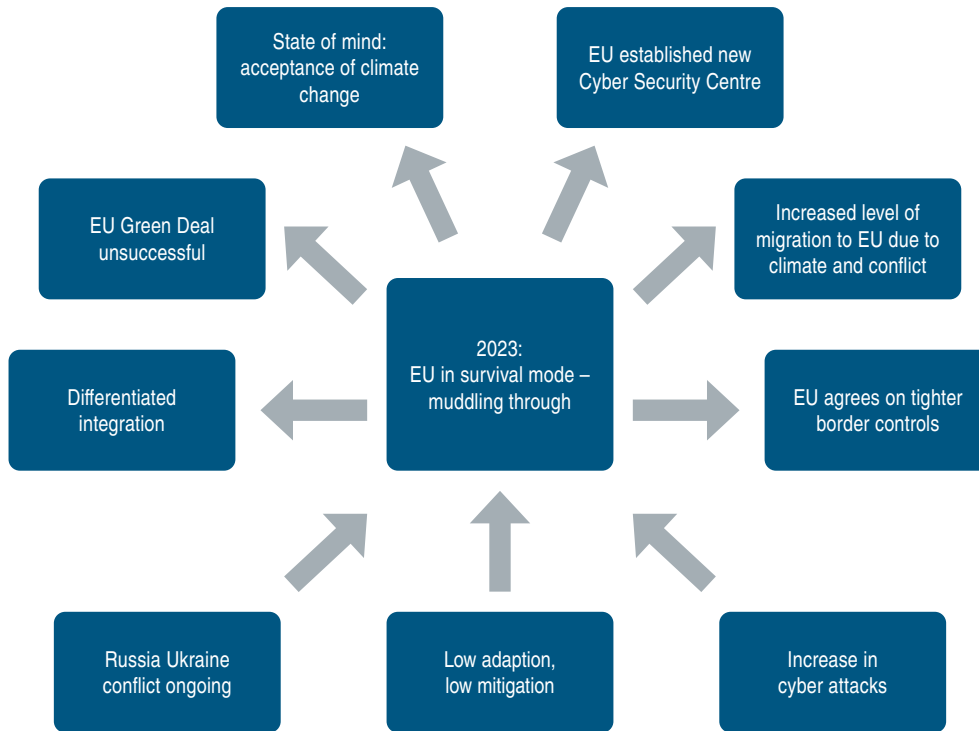 State of mind:
acceptance of climate
change
EU established new
Cyber Security Centre
EU Green Deal
unsuccessful
Increased level of
migration to EU due to
climate and conflict
2023:
EU in survival mode –
muddling through
Differentiated
integration
EU agrees on tighter
border controls
Russia Ukraine
conflict ongoing
Low adaption,
low mitigation
Increase in
cyber attacks